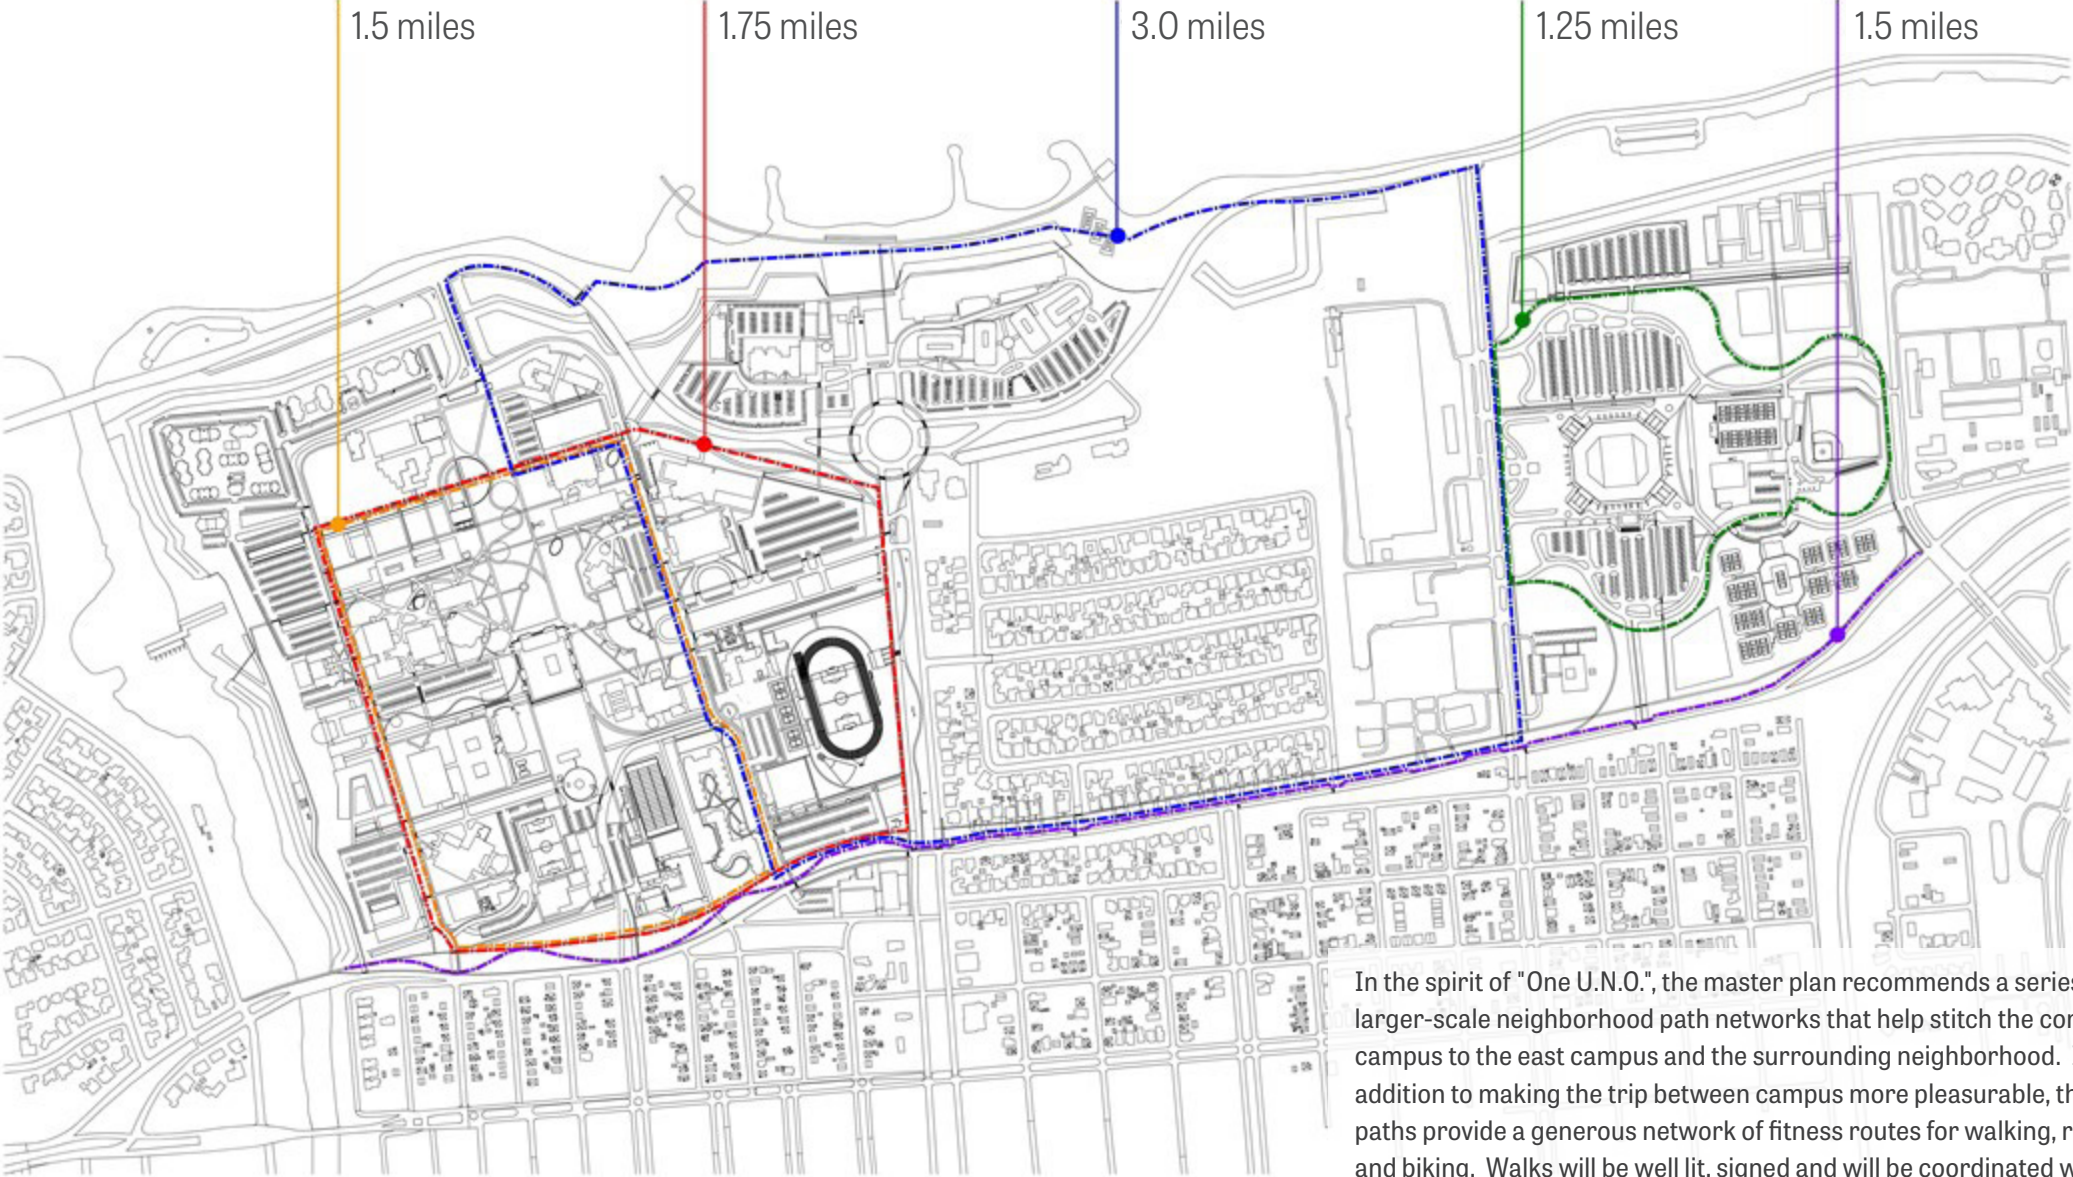 1.5 miles
1.75 miles
3.0 miles
1.25 miles
1.5 miles
In the spirit of "One U.N.O.", the master plan recommends a series
larger-scale neighborhood path networks that help stitch the
campus to the east campus and the surrounding neighborhood.
addition to making the trip between campus more pleasurable,
paths provide a generous network of fitness routes for walking,
and biking. Walks will be well lit, signed and will be coordinated